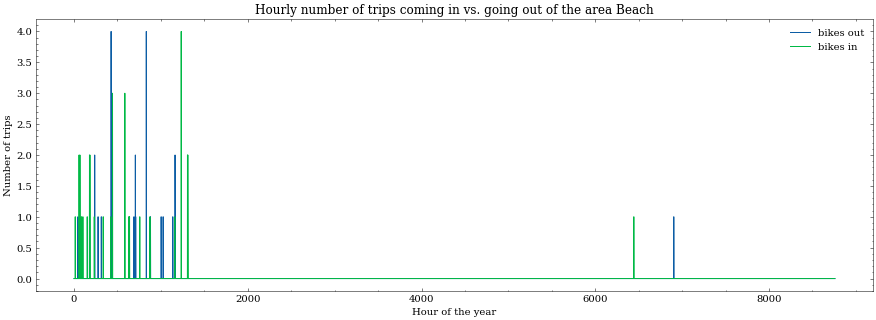 Hourly number of trips coming in vs. going out of the area Beach
bikes out
bikes in
Number of trips
4.0
3.5
3.0
2.5
2.0
1.5
1.0
0.5
0.0
0 2000 4000 6000 8000
Hour of the year